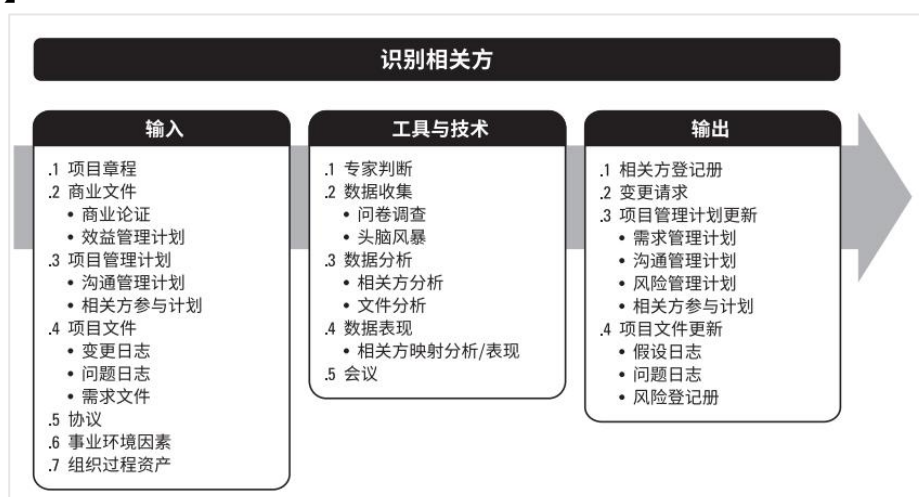 识别相关方
输入
.1 项目章程
.2 商业文件
• 商业论证
• 效益管理计划
.3 项目管理计划
• 沟通管理计划
• 相关方参与计划
.4 项目文件
• 变更日志
• 问题日志
• 需求文件
.5 协议
.6 事业环境因素
.7 组织过程资产
工具与技术
.1 专家判断
.2 数据收集
• 问卷调查
• 头脑风暴
.3 数据分析
• 相关方分析
• 文件分析
.4 数据表现
• 相关方映射分析/表现
.5 会议
输出
.1 相关方登记册
.2 变更请求
.3 项目管理计划更新
• 需求管理计划
• 沟通管理计划
• 风险管理计划
• 相关方参与计划
.4 项目文件更新
• 假设日志
• 问题日志
• 风险登记册